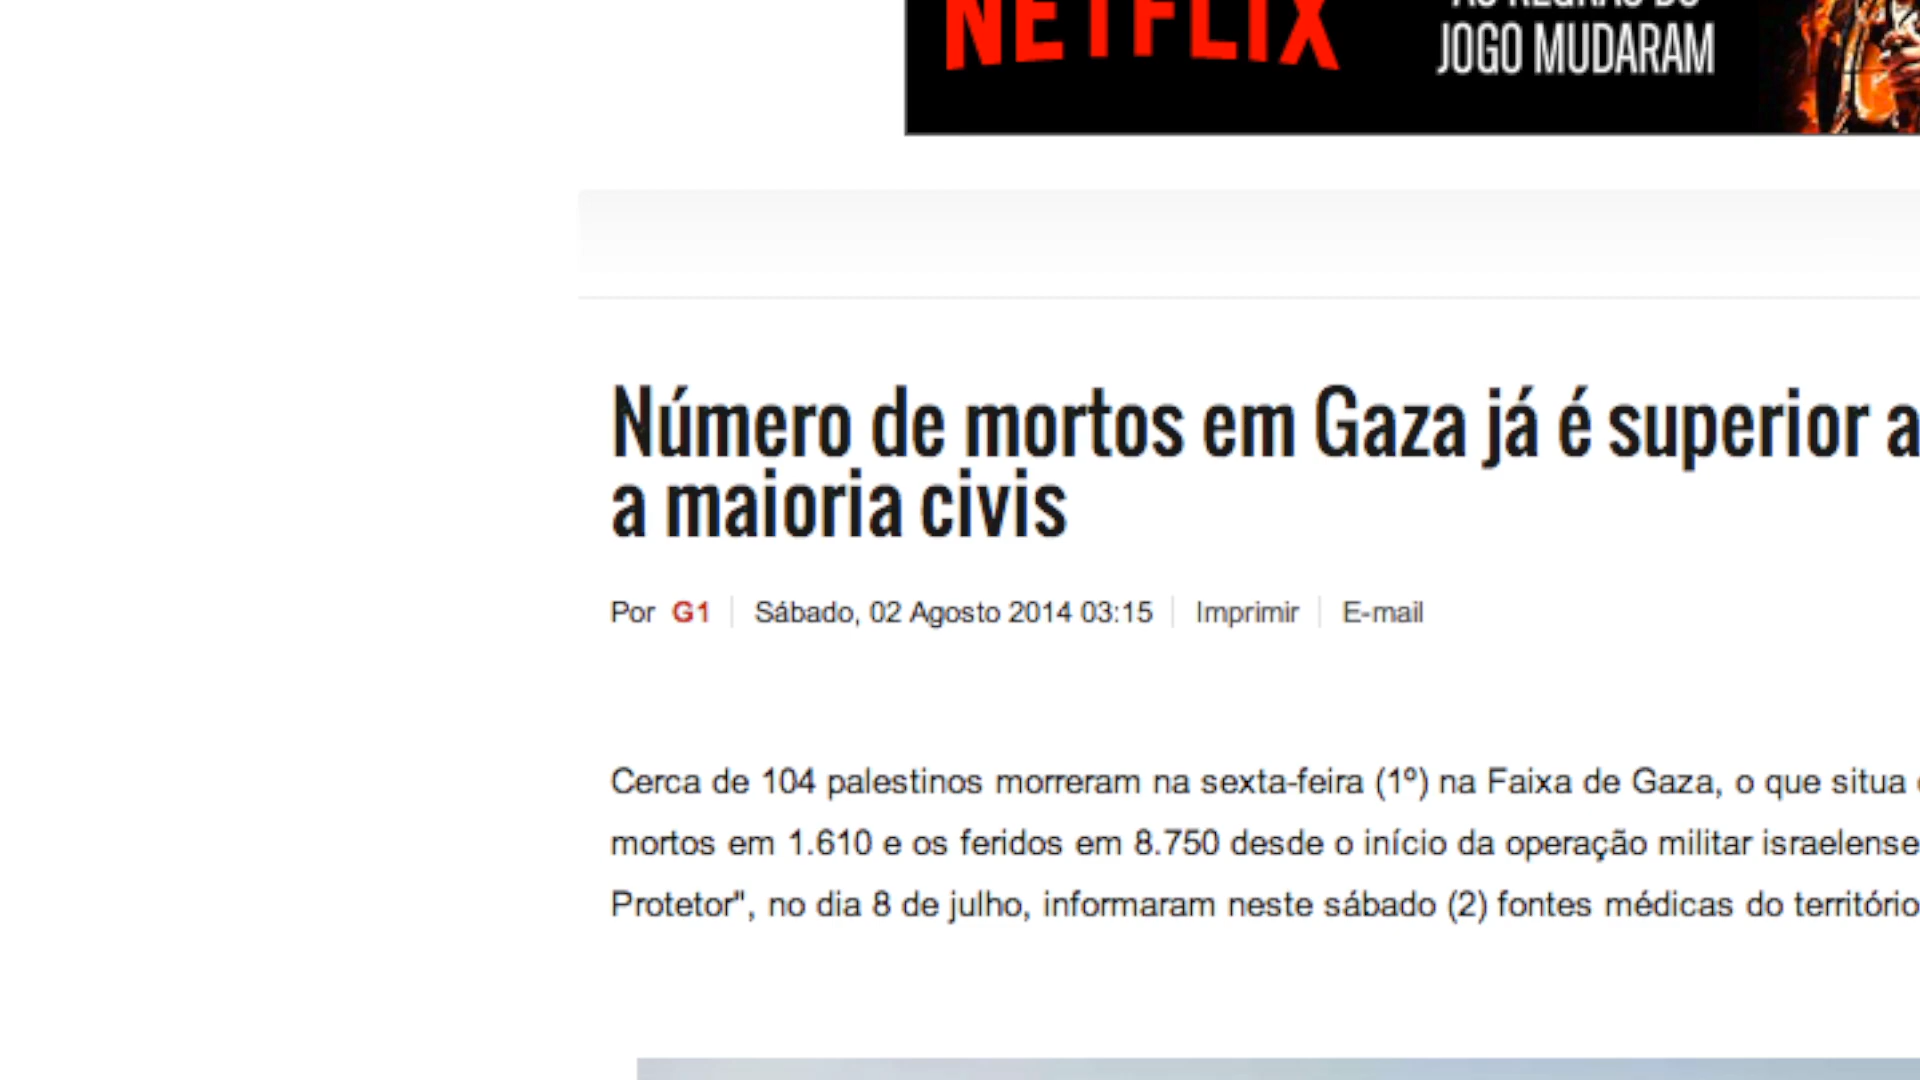 NETFLIX
AS REGRAS DO
JOGO MUDARAM
Número de mortos em Gaza já é superior a
a maioria civis
Por G1 Sábado, 02 Agosto 2014 03:15 Imprimir E-mail
Cerca de 104 palestinos morreram na sexta-feira (1º) na Faixa de Gaza, o que situa
mortos em 1.610 e os feridos em 8.750 desde o início da operação militar israelense
Protetor", no dia 8 de julho, informaram neste sábado (2) fontes médicas do território